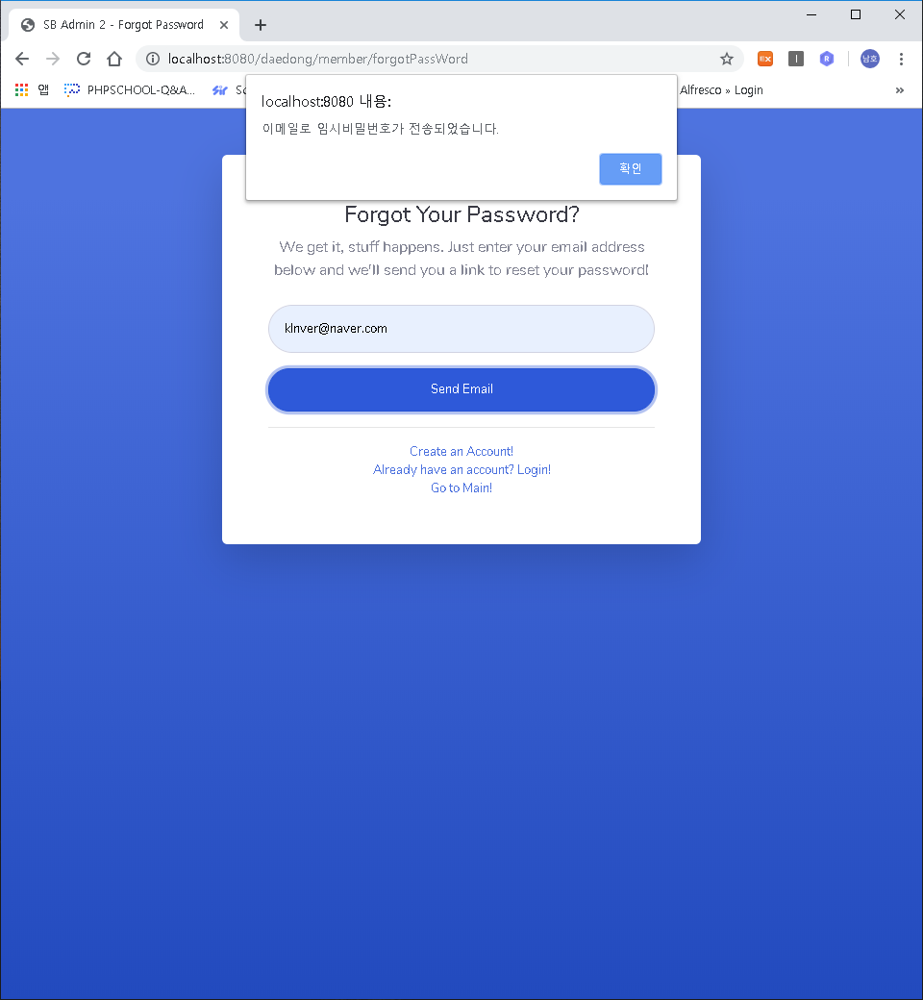 SB Admin 2 - Forgot Password
localhost:8080/daedong/member/forgotPassWord
남호
앱 PHPSCHOOL-Q&A... Sir Alfresco » Login »
localhost:8080 내용:
이메일로 임시비밀번호가 전송되었습니다.
확인
Forgot Your Password?
We get it, stuff happens. Just enter your email address
below and we'll send you a link to reset your password!
klnver@naver.com
Send Email
Create an Account!
Already have an account? Login!
Go to Main!